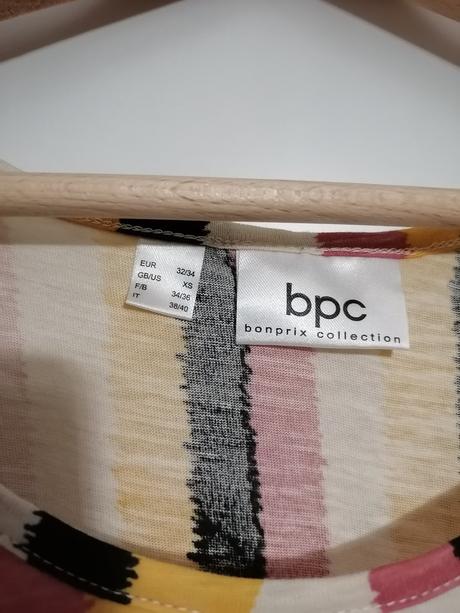 EUR 32/34
GB/US XS
F/B 34/36
IT 38/40
bpc
bonprix collection